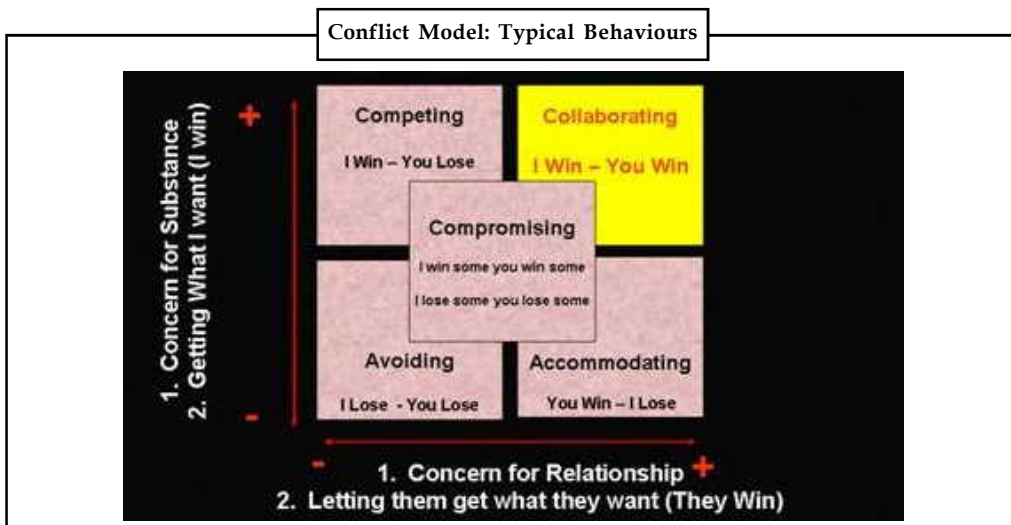 Conflict Model: Typical Behaviours
1. Concern for Substance
2. Getting What I want (I win)
+
-
Competing
I Win – You Lose
Collaborating
I Win – You Win
Compromising
I win some you win some
I lose some you lose some
Avoiding
I Lose - You Lose
Accommodating
You Win – I Lose
-
+
1. Concern for Relationship
2. Letting them get what they want (They Win)